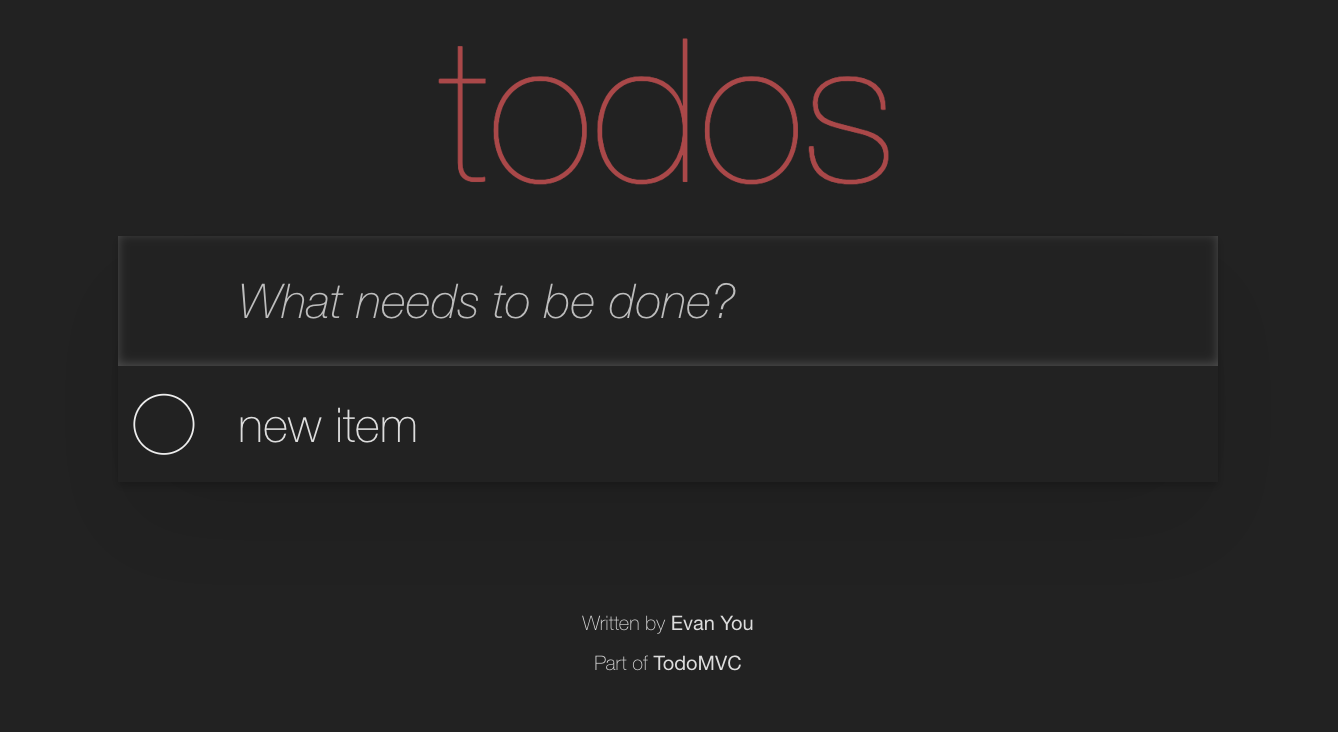 todos
What needs to be done?
new item
Written by Evan You
Part of TodoMVC